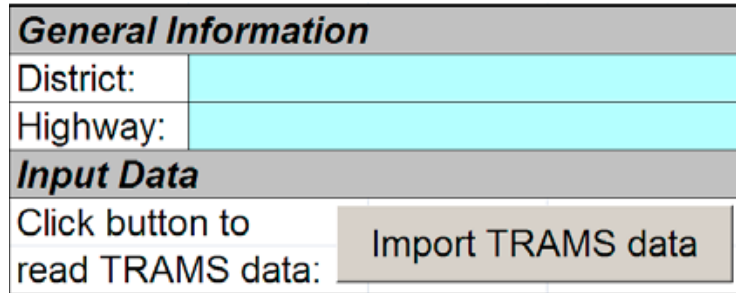 General Information
District:
Highway:
Input Data
Click button to
read TRAMS data:
Import TRAMS data